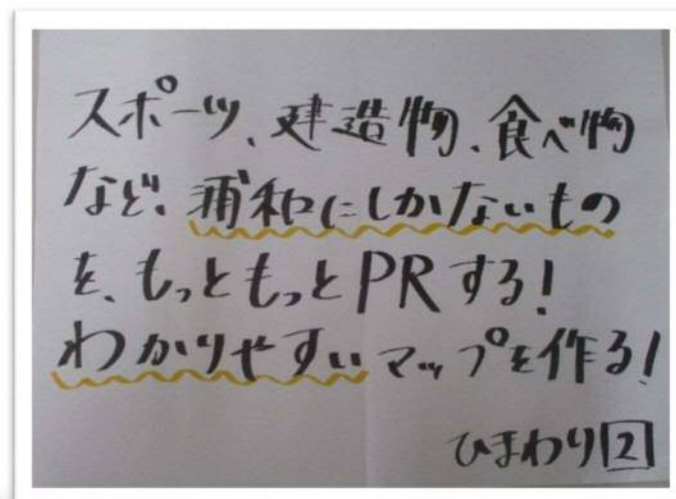 スポーツ、建造物、食べ物
など、浦和にしかないもの
を、もっともっとPRする!
わかりやすいマップを作る!
ひまわり2